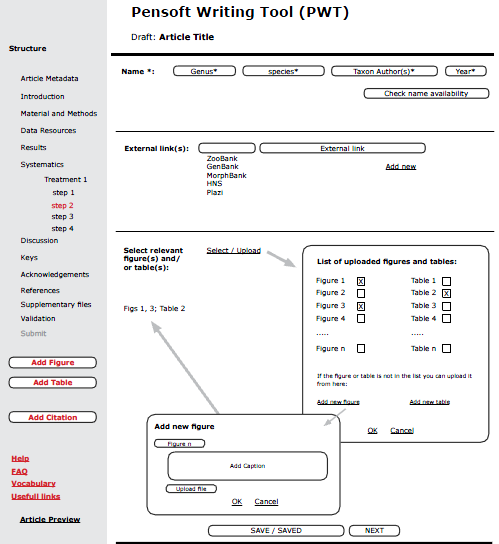 Pensoft Writing Tool (PWT)
Draft: Article Title
Structure
Article Metadata
Introduction
Material and Methods
Data Resources
Results
Systematics
Treatment 1
step 1
step 2
step 3
step 4
Discussion
Keys
Acknowledgements
References
Supplementary files
Validation
Submit
Add Figure
Add Table
Add Citation
Help
FAQ
Vocabulary
Usefull links
Article Preview
Name *: Genus* species* Taxon Author(s)* Year*
Check name availability
External link(s): External link
ZooBank
GenBank
MorphBank
HNS
Plazi
Add new
Select relevant
figure(s) and/
or table(s):
Select / Upload
Figs 1, 3; Table 2
List of uploaded figures and tables:
Figure 1 X Table 1
Figure 2 Table 2 X
Figure 3 X Table 3
Figure 4 Table 4
..... .....
Figure n Table n
If the figure or table is not in the list you can upload it
from here:
Add new figure Add new table
OK Cancel
Add new figure
Figure n
Add Caption
Upload file
OK Cancel
SAVE / SAVED NEXT